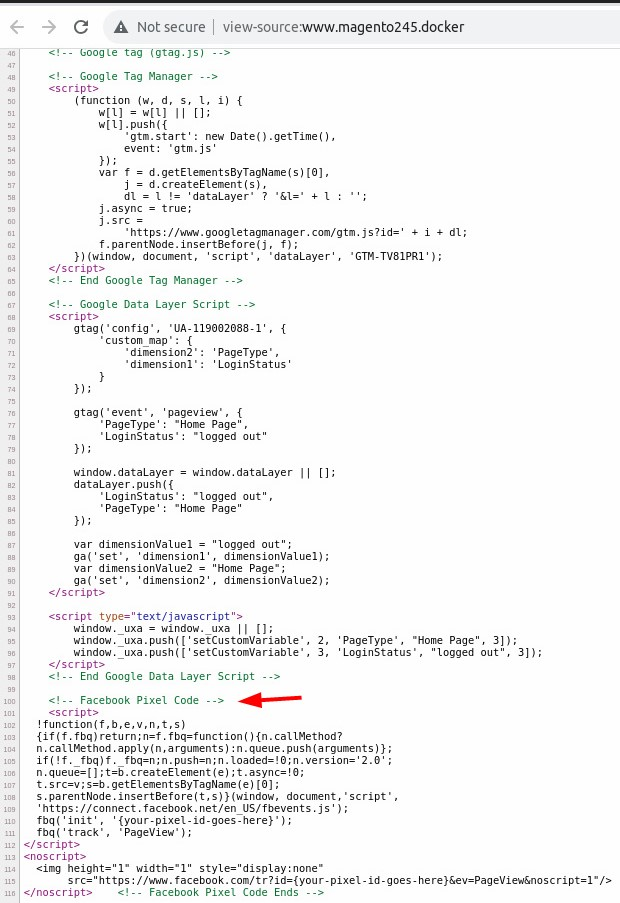 Not secure | view-source:www.magento245.docker
46 <!-- Google tag (gtag.js) -->
47
48 <!-- Google Tag Manager -->
49 <script>
50 (function (w, d, s, l, i) {
51 w[l] = w[l] || [];
52 w[l].push({
53 'gtm.start': new Date().getTime(),
54 event: 'gtm.js'
55 });
56 var f = d.getElementsByTagName(s)[0],
57 j = d.createElement(s),
58 dl = l != 'dataLayer' ? '&l=' + l : '';
59 j.async = true;
60 j.src =
61 'https://www.googletagmanager.com/gtm.js?id=' + i + dl;
62 f.parentNode.insertBefore(j, f);
63 })(window, document, 'script', 'dataLayer', 'GTM-TV81PR1');
64 </script>
65 <!-- End Google Tag Manager -->
66
67 <!-- Google Data Layer Script -->
68 <script>
69 gtag('config', 'UA-119002088-1', {
70 'custom_map': {
71 'dimension2': 'PageType',
72 'dimension1': 'LoginStatus'
73 }
74 });
75
76 gtag('event', 'pageview', {
77 'PageType': "Home Page",
78 'LoginStatus': "logged out"
79 });
80
81 window.dataLayer = window.dataLayer || [];
82 dataLayer.push({
83 'LoginStatus': "logged out",
84 'PageType': "Home Page"
85 });
86
87 var dimensionValue1 = "logged out";
88 ga('set', 'dimension1', dimensionValue1);
89 var dimensionValue2 = "Home Page";
90 ga('set', 'dimension2', dimensionValue2);
91 </script>
92
93 <script type="text/javascript">
94 window._uxa = window._uxa || [];
95 window._uxa.push(['setCustomVariable', 2, 'PageType', "Home Page", 3]);
96 window._uxa.push(['setCustomVariable', 3, 'LoginStatus', "logged out", 3]);
97 </script>
98 <!-- End Google Data Layer Script -->
99
100 <!-- Facebook Pixel Code -->
101 <script>
102 !function(f,b,e,v,n,t,s)
103 {if(f.fbq)return;n=f.fbq=function(){n.callMethod?
104 n.callMethod.apply(n,arguments):n.queue.push(arguments)};
105 if(!f._fbq)f._fbq=n;n.push=n;n.loaded=!0;n.version='2.0';
106 n.queue=[];t=b.createElement(e);t.async=!0;
107 t.src=v;s=b.getElementsByTagName(e)[0];
108 s.parentNode.insertBefore(t,s)}(window, document,'script',
109 'https://connect.facebook.net/en_US/fbevents.js');
110 fbq('init', '{your-pixel-id-goes-here}');
111 fbq('track', 'PageView');
112 </script>
113 <noscript>
114 <img height="1" width="1" style="display:none"
115 src="https://www.facebook.com/tr?id={your-pixel-id-goes-here}&ev=PageView&noscript=1"/>
116 </noscript> <!-- Facebook Pixel Code Ends -->